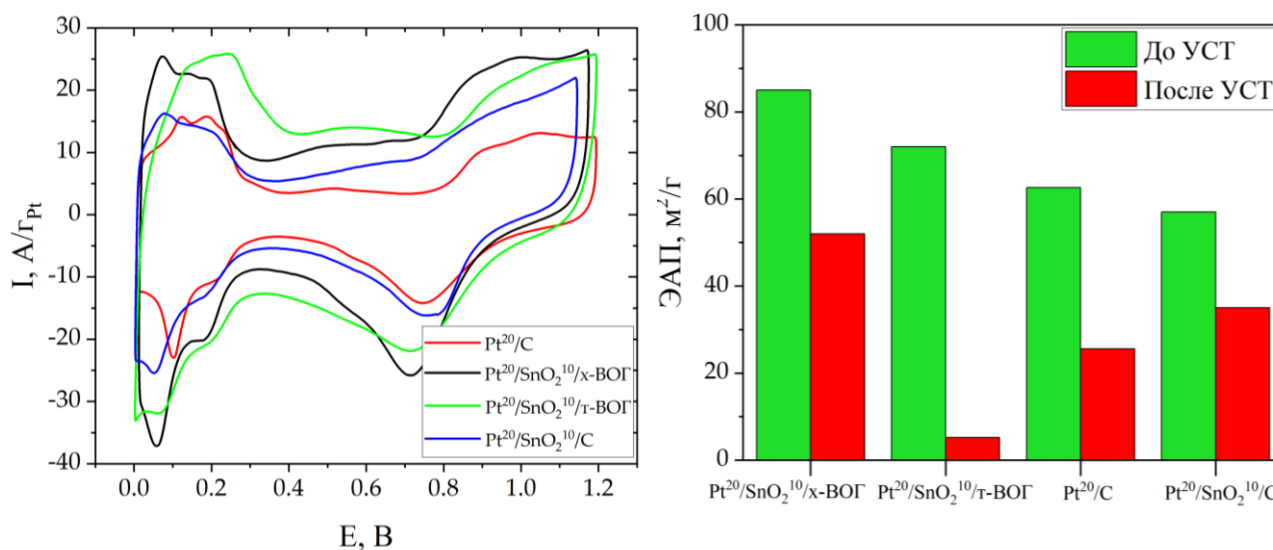 30
20
10
0
-10
-20
-30
-40
I, А/гPt
0.0 0.2 0.4 0.6 0.8 1.0 1.2
E, В
Pt20/C
Pt20/SnO210/х-ВОГ
Pt20/SnO210/т-ВОГ
Pt20/SnO210/C
100
80
60
40
20
0
ЭАП, м2/г
До УСТ
После УСТ
Pt20/SnO210/х-ВОГ Pt20/SnO210/т-ВОГ Pt20/C Pt20/SnO210/C